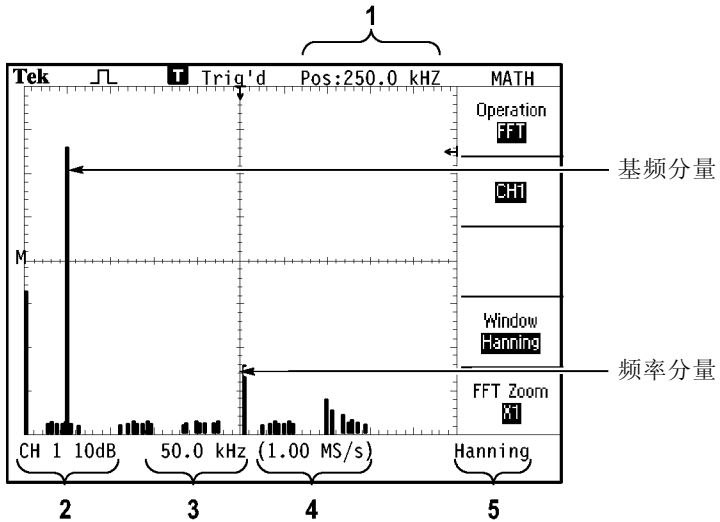 1
Tek T Trig'd Pos:250.0 kHZ MATH
Operation
FFT
基频分量
CH1
M
Window
Hanning
频率分量
FFT Zoom
X1
CH 1 10dB 50.0 kHz (1.00 MS/s) Hanning
2 3 4 5